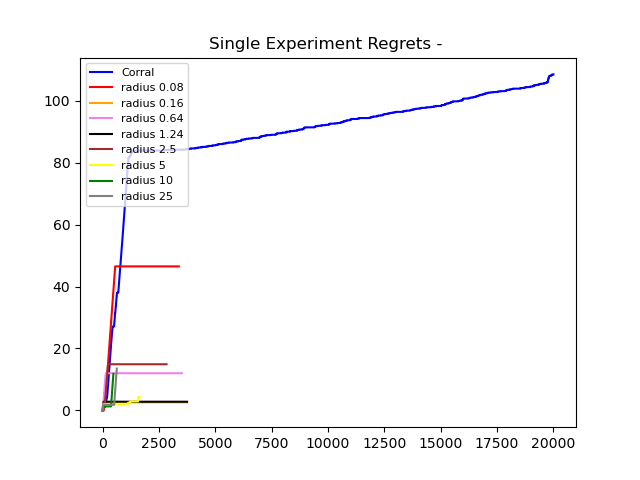 Single Experiment Regrets -
Corral
radius 0.08
radius 0.16
radius 0.64
radius 1.24
radius 2.5
radius 5
radius 10
radius 25
100
80
60
40
20
0
0 2500 5000 7500 10000 12500 15000 17500 20000